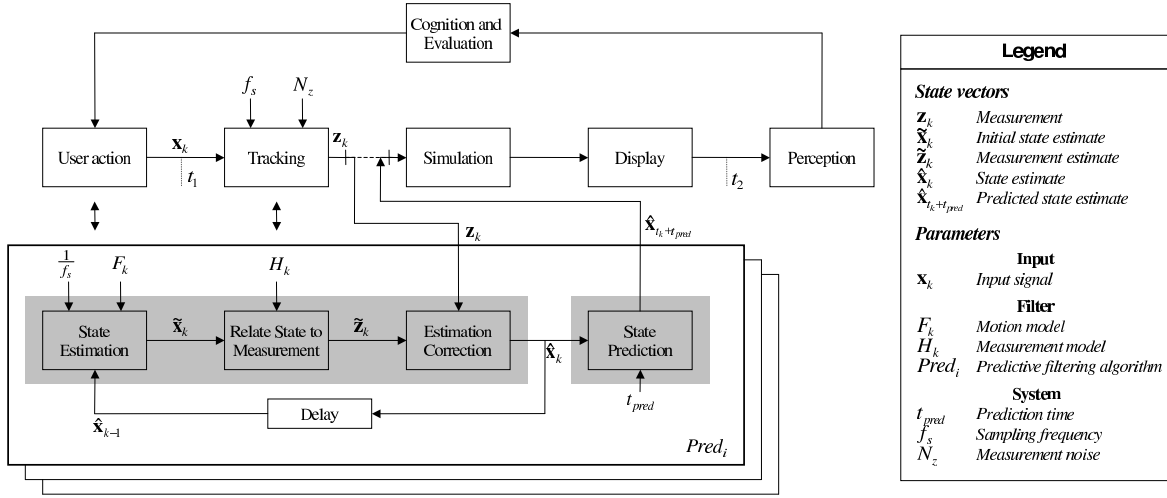 Cognition and
Evaluation
f_s
N_z
User action
x_k
t_1
Tracking
z_k
Simulation
Display
t_2
Perception
z_k
x̂_{t_k+t_pred}
1/f_s
F_k
H_k
State
Estimation
x̃_k
Relate State to
Measurement
z̃_k
Estimation
Correction
x̂_k
State
Prediction
t_pred
Delay
x̂_{k-1}
Pred_i
Legend
State vectors
z_k Measurement
x̃_k Initial state estimate
z̃_k Measurement estimate
x̂_k State estimate
x̂_{t_k+t_pred} Predicted state estimate
Parameters
Input
x_k Input signal
Filter
F_k Motion model
H_k Measurement model
Pred_i Predictive filtering algorithm
System
t_pred Prediction time
f_s Sampling frequency
N_z Measurement noise